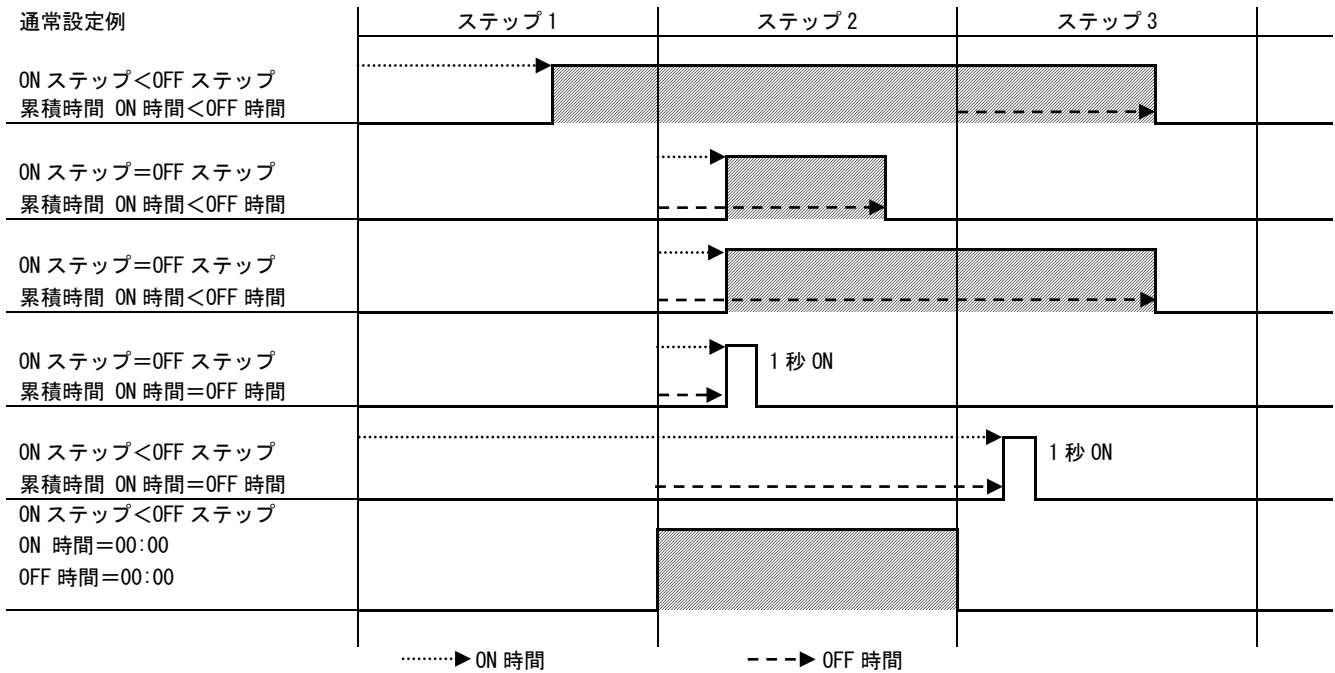 通常設定例
ステップ1
ステップ2
ステップ3
ON ステップ＜OFF ステップ
累積時間 ON 時間＜OFF 時間
ON ステップ＝OFF ステップ
累積時間 ON 時間＜OFF 時間
ON ステップ＝OFF ステップ
累積時間 ON 時間＜OFF 時間
ON ステップ＝OFF ステップ
累積時間 ON 時間＝OFF 時間
1秒 ON
ON ステップ＜OFF ステップ
累積時間 ON 時間＝OFF 時間
1秒 ON
ON ステップ＜OFF ステップ
ON 時間＝00:00
OFF 時間＝00:00
ON 時間
OFF 時間